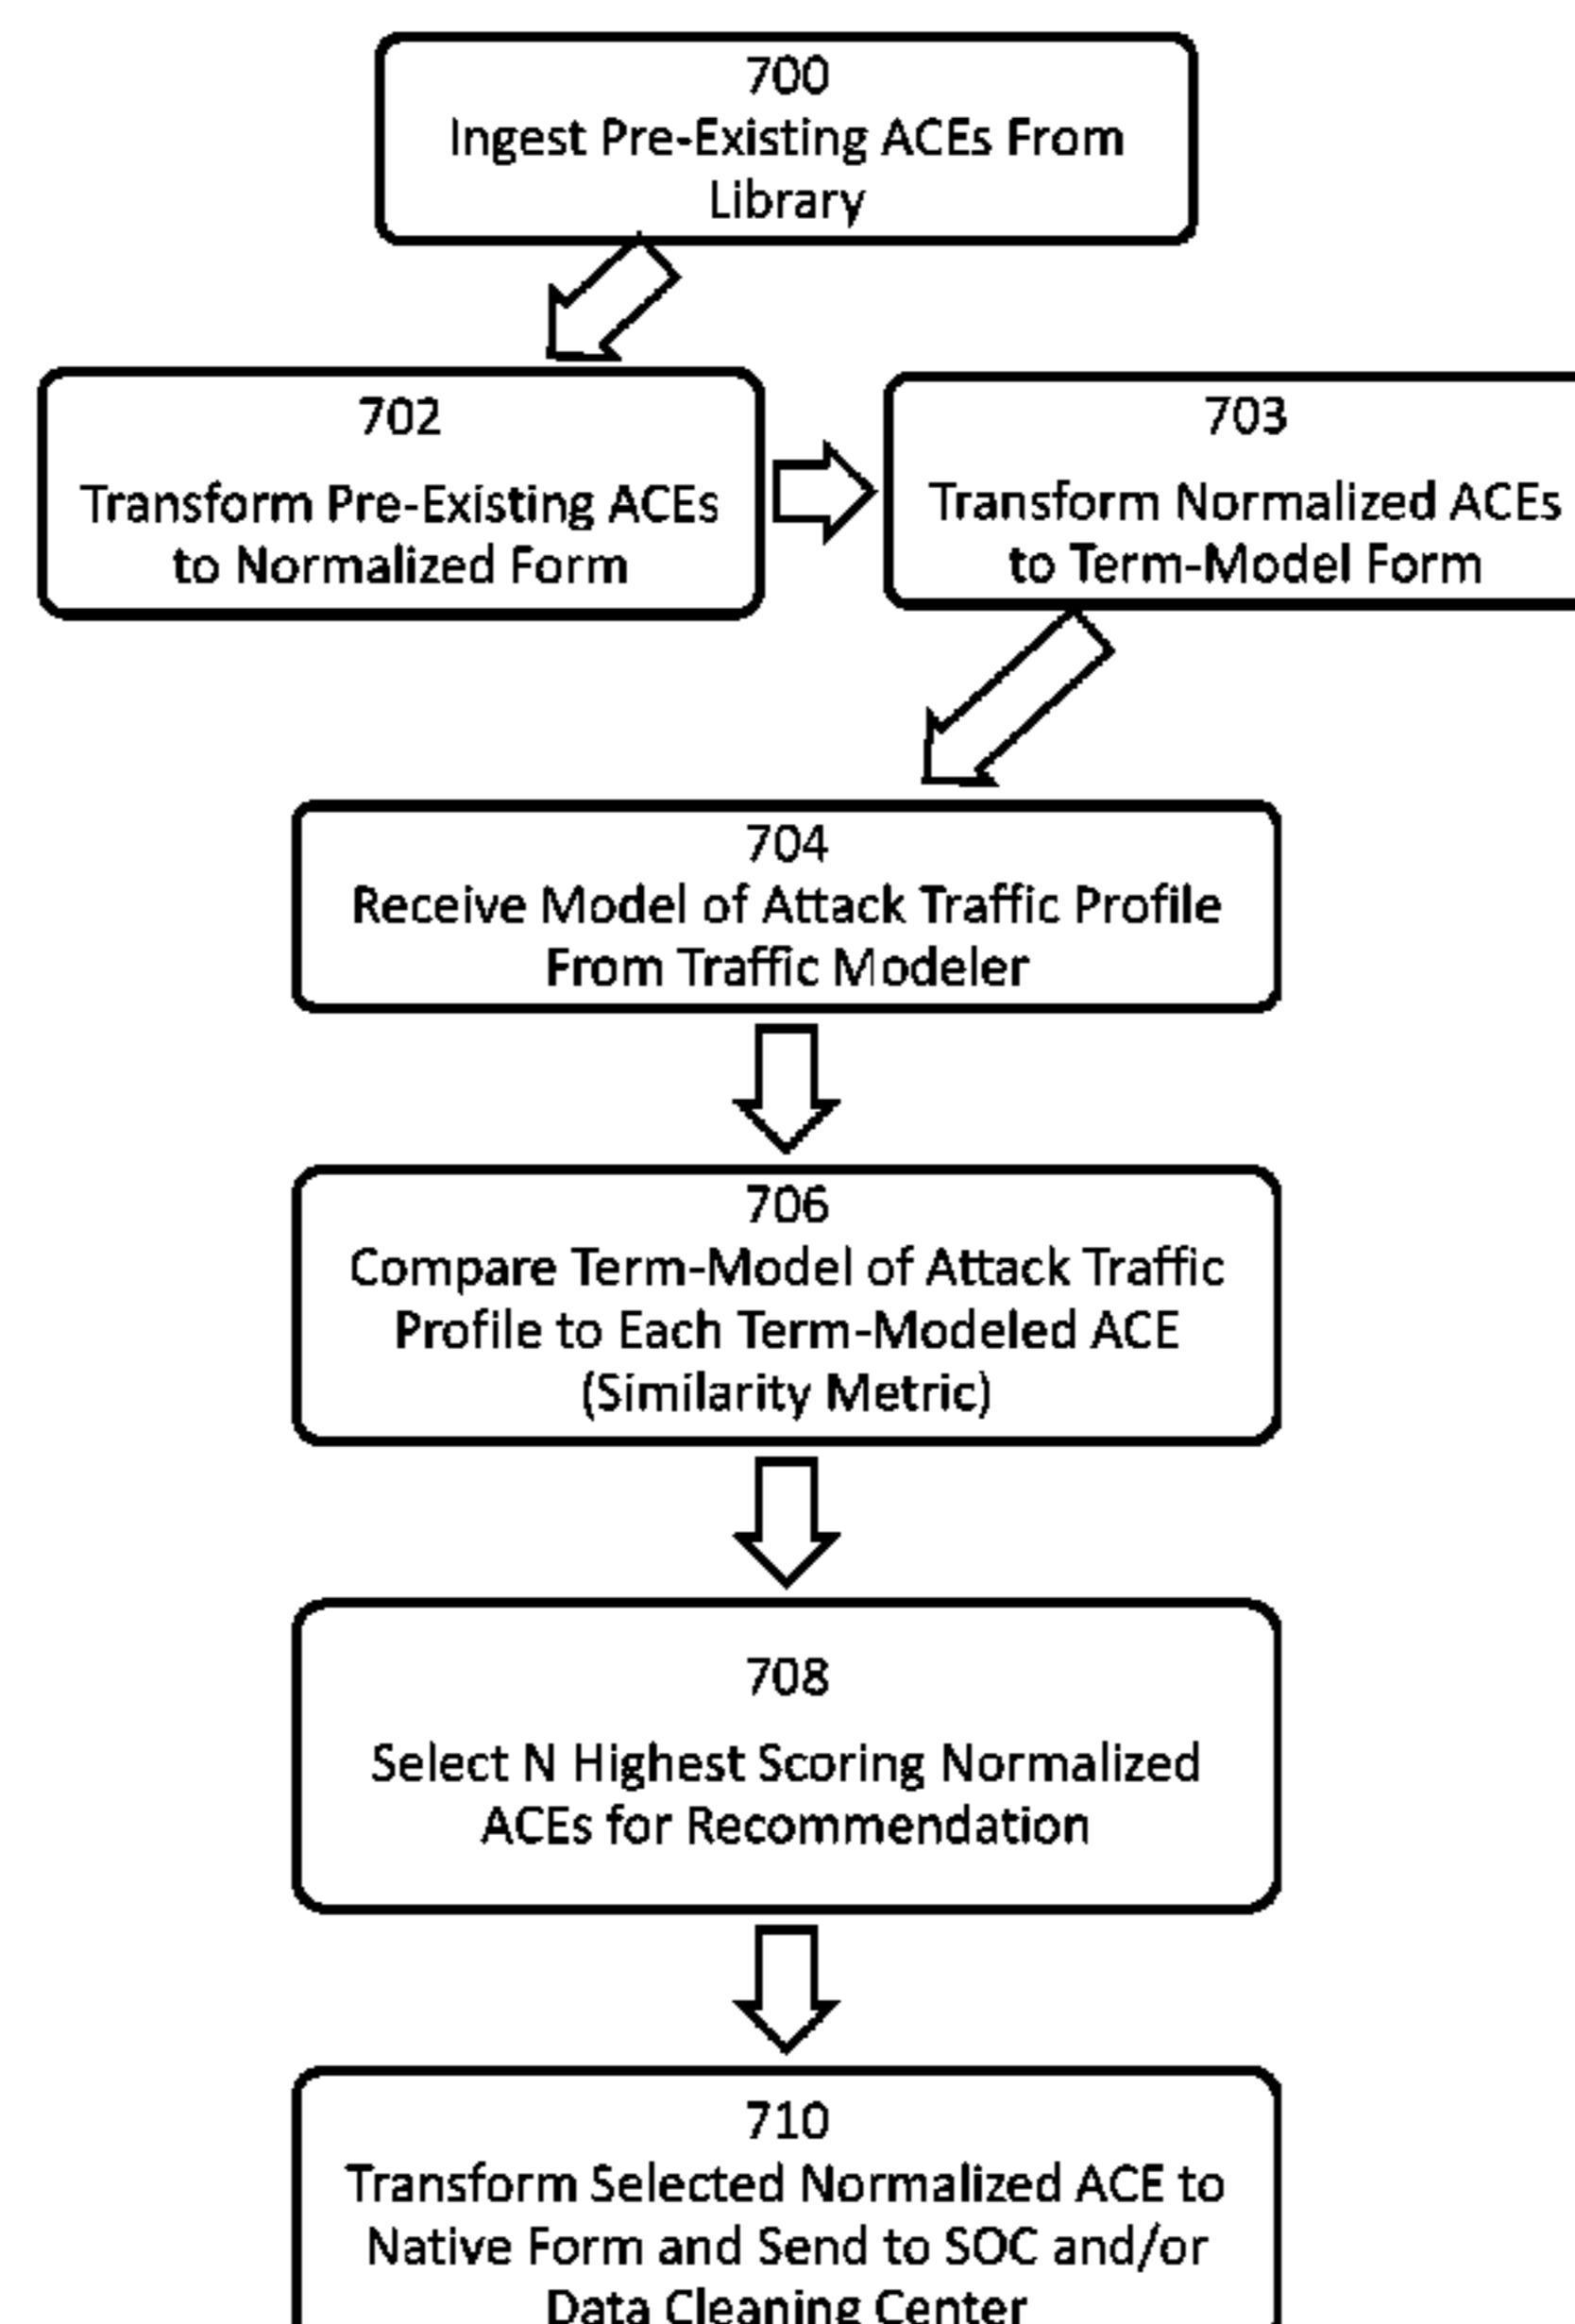 700
Ingest Pre-Existing ACEs From
Library
702
Transform Pre-Existing ACEs
to Normalized Form
703
Transform Normalized ACEs
to Term-Model Form
704
Receive Model of Attack Traffic Profile
From Traffic Modeler
706
Compare Term-Model of Attack Traffic
Profile to Each Term-Modeled ACE
(Similarity Metric)
708
Select N Highest Scoring Normalized
ACEs for Recommendation
710
Transform Selected Normalized ACE to
Native Form and Send to SOC and/or
Data Cleaning Center